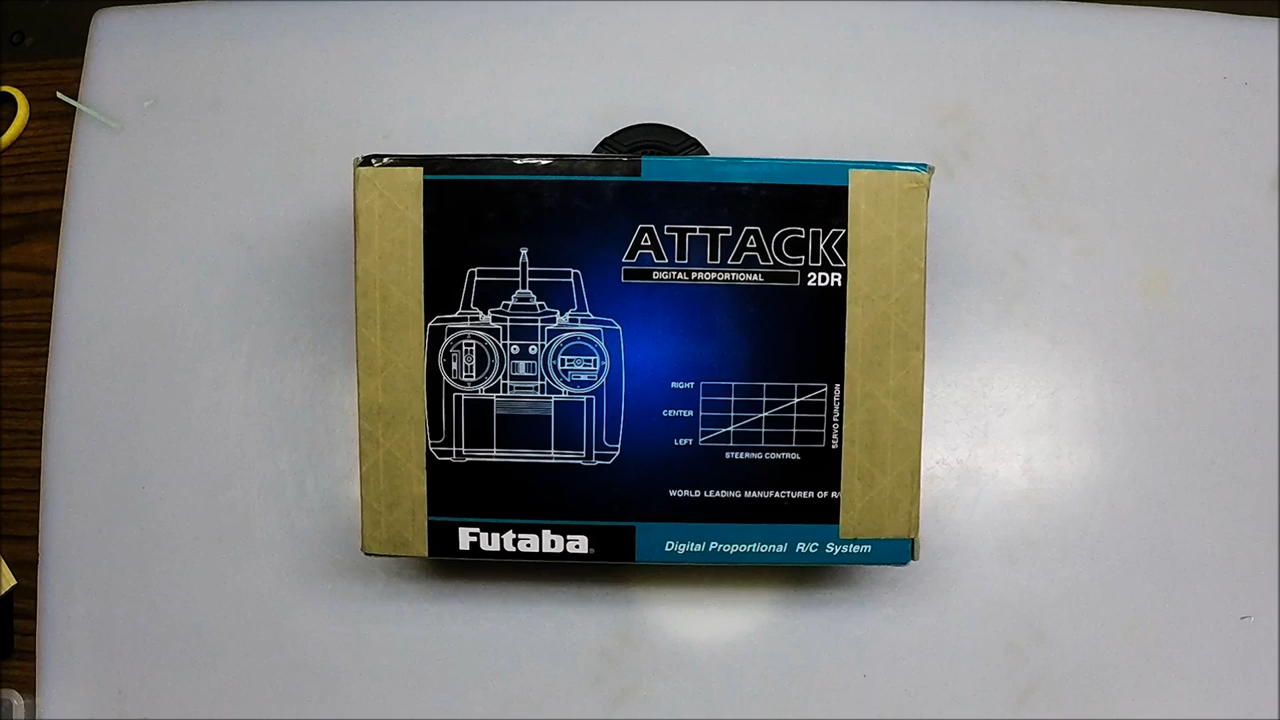 ATTACK
DIGITAL PROPORTIONAL 2DR
RIGHT
CENTER
LEFT
SERVO FUNCTION
STEERING CONTROL
WORLD LEADING MANUFACTURER OF R/
Futaba
Digital Proportional R/C System